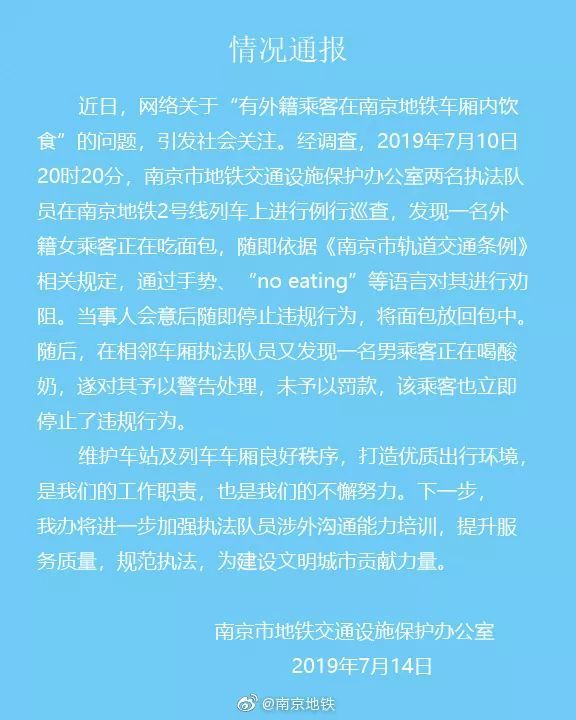 情况通报
近日，网络关于“有外籍乘客在南京地铁车厢内饮
食”的问题，引发社会关注。经调查，2019年7月10日
20时20分，南京市地铁交通设施保护办公室两名执法队
员在南京地铁2号线列车上进行例行巡查，发现一名外
籍女乘客正在吃面包，随即依据《南京市轨道交通条例》
相关规定，通过手势、“no eating”等语言对其进行劝
阻。当事人会意后随即停止违规行为，将面包放回包中。
随后，在相邻车厢执法队员又发现一名男乘客正在喝酸
奶，遂对其予以警告处理，未予以罚款，该乘客也立即
停止了违规行为。
维护车站及列车车厢良好秩序，打造优质出行环境，
是我们的工作职责，也是我们的不懈努力。下一步，
我办将进一步加强执法队员涉外沟通能力培训，提升服
务质量，规范执法，为建设文明城市贡献力量。
南京市地铁交通设施保护办公室
2019年7月14日
@南京地铁